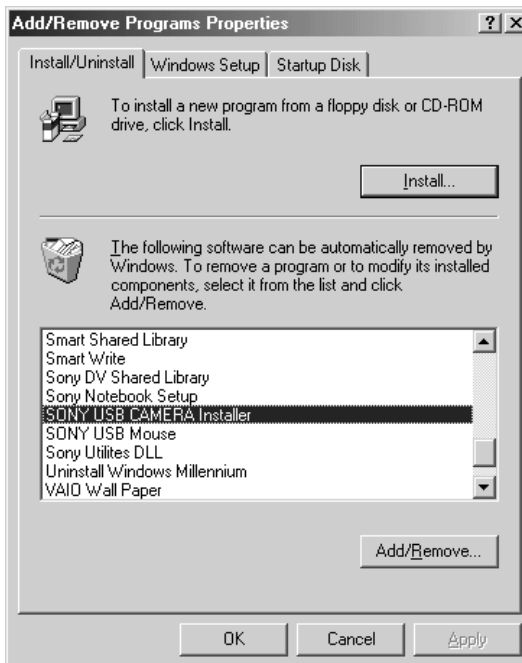 Add/Remove Programs Properties
Install/Uninstall Windows Setup Startup Disk
To install a new program from a floppy disk or CD-ROM
drive, click Install.
Install...
The following software can be automatically removed by
Windows. To remove a program or to modify its installed
components, select it from the list and click
Add/Remove.
Smart Shared Library
Smart Write
Sony DV Shared Library
Sony Notebook Setup
SONY USB CAMERA Installer
SONY USB Mouse
Sony Utilites DLL
Uninstall Windows Millennium
VAIO Wall Paper
Add/Remove...
OK Cancel Apply